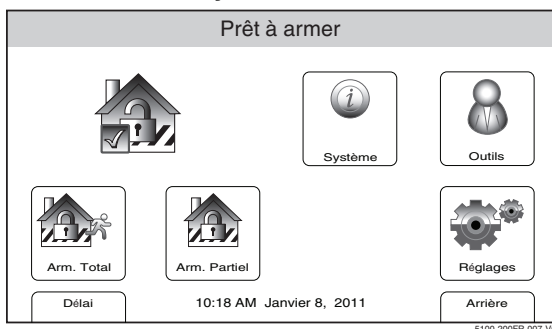 Prêt à armer
Système
Outils
Arm. Total
Arm. Partiel
Réglages
Délai
10:18 AM Janvier 8, 2011
Arrière